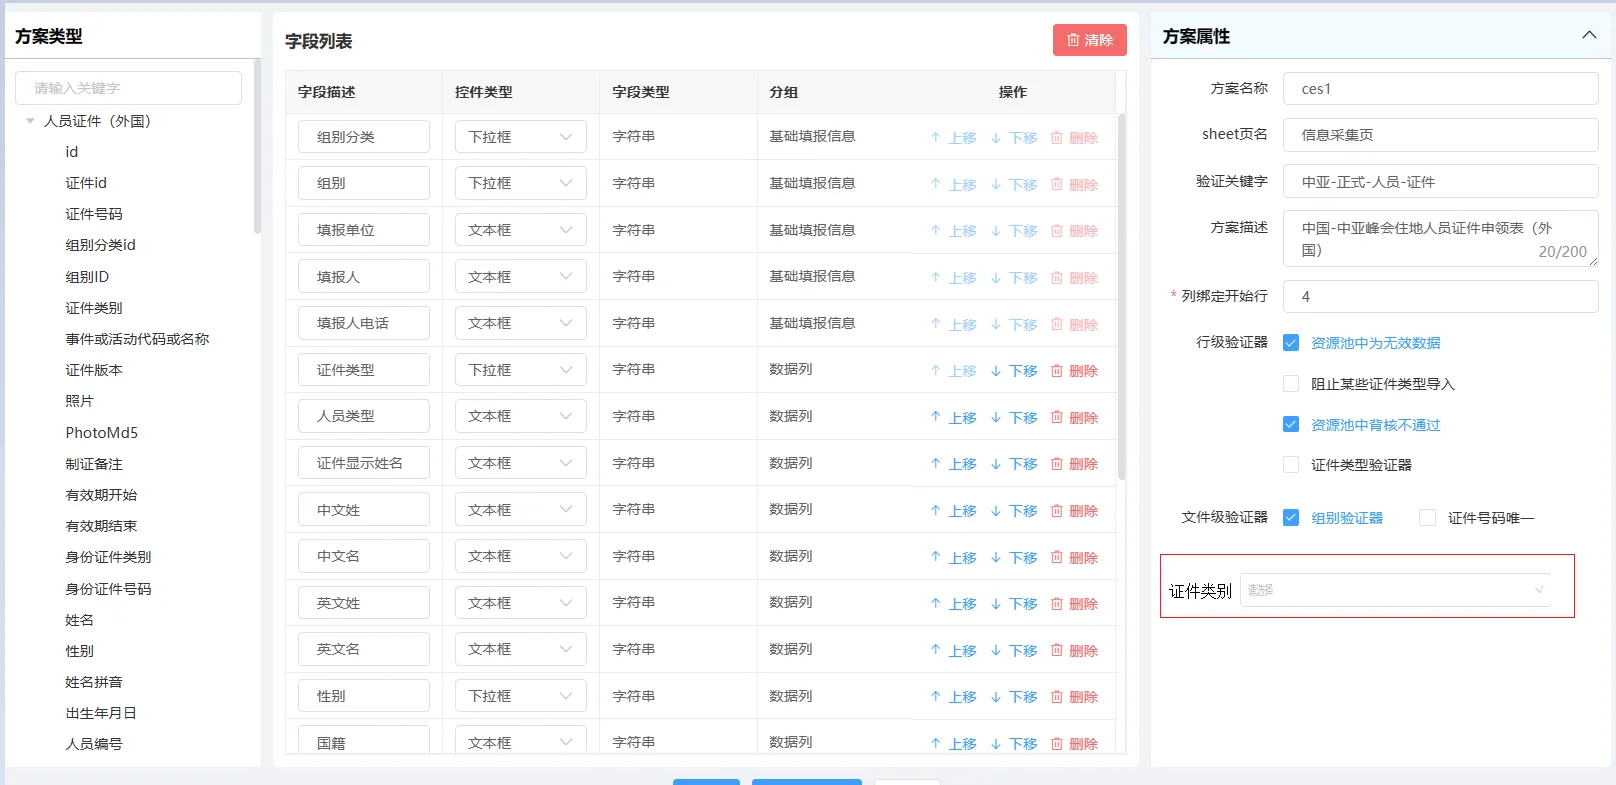 方案类型
请输入关键字
人员证件（外国）
id
证件id
证件号码
组别分类id
组别ID
证件类别
事件或活动代码或名称
证件版本
照片
PhotoMd5
制证备注
有效期开始
有效期结束
身份证件类别
身份证件号码
姓名
性别
姓名拼音
出生年月日
人员编号
字段列表
清除
字段描述 控件类型 字段类型 分组 操作
组别分类 下拉框 字符串 基础填报信息 上移 下移 删除
组别 下拉框 字符串 基础填报信息 上移 下移 删除
填报单位 文本框 字符串 基础填报信息 上移 下移 删除
填报人 文本框 字符串 基础填报信息 上移 下移 删除
填报人电话 文本框 字符串 基础填报信息 上移 下移 删除
证件类型 下拉框 字符串 数据列 上移 下移 删除
人员类型 文本框 字符串 数据列 上移 下移 删除
证件显示姓名 文本框 字符串 数据列 上移 下移 删除
中文姓 文本框 字符串 数据列 上移 下移 删除
中文名 文本框 字符串 数据列 上移 下移 删除
英文姓 文本框 字符串 数据列 上移 下移 删除
英文名 文本框 字符串 数据列 上移 下移 删除
性别 下拉框 字符串 数据列 上移 下移 删除
国籍 文本框 字符串 数据列 上移 下移 删除
方案属性
方案名称 ces1
sheet页名 信息采集页
验证关键字 中亚-正式-人员-证件
方案描述 中国-中亚峰会住地人员证件申领表（外
国） 20/200
* 列绑定开始行 4
行级验证器 资源池中为无效数据
阻止某些证件类型导入
资源池中背核不通过
证件类型验证器
文件级验证器 组别验证器 证件号码唯一
证件类别 请选择